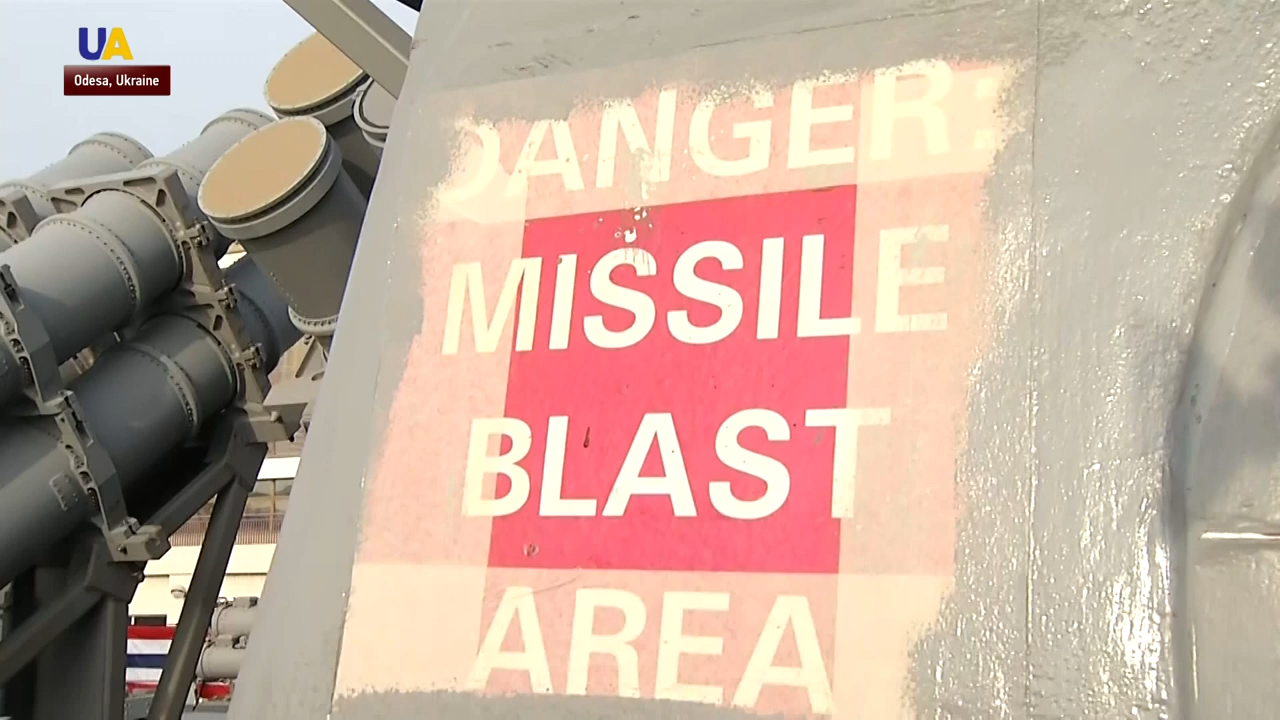 UA
Odesa, Ukraine
DANGER:
MISSILE
BLAST
AREA